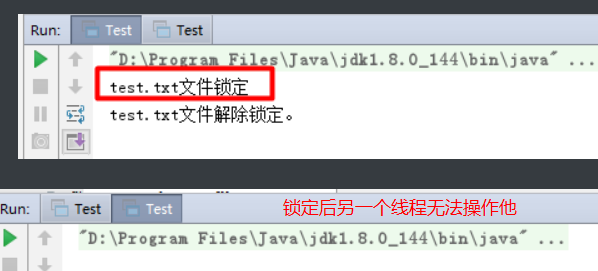 Run: Test Test
"D:\Program Files\Java\jdk1.8.0_144\bin\java" ...
test.txt文件锁定
test.txt文件解除锁定。
Run: Test Test 锁定后另一个线程无法操作他
"D:\Program Files\Java\jdk1.8.0_144\bin\java" ...